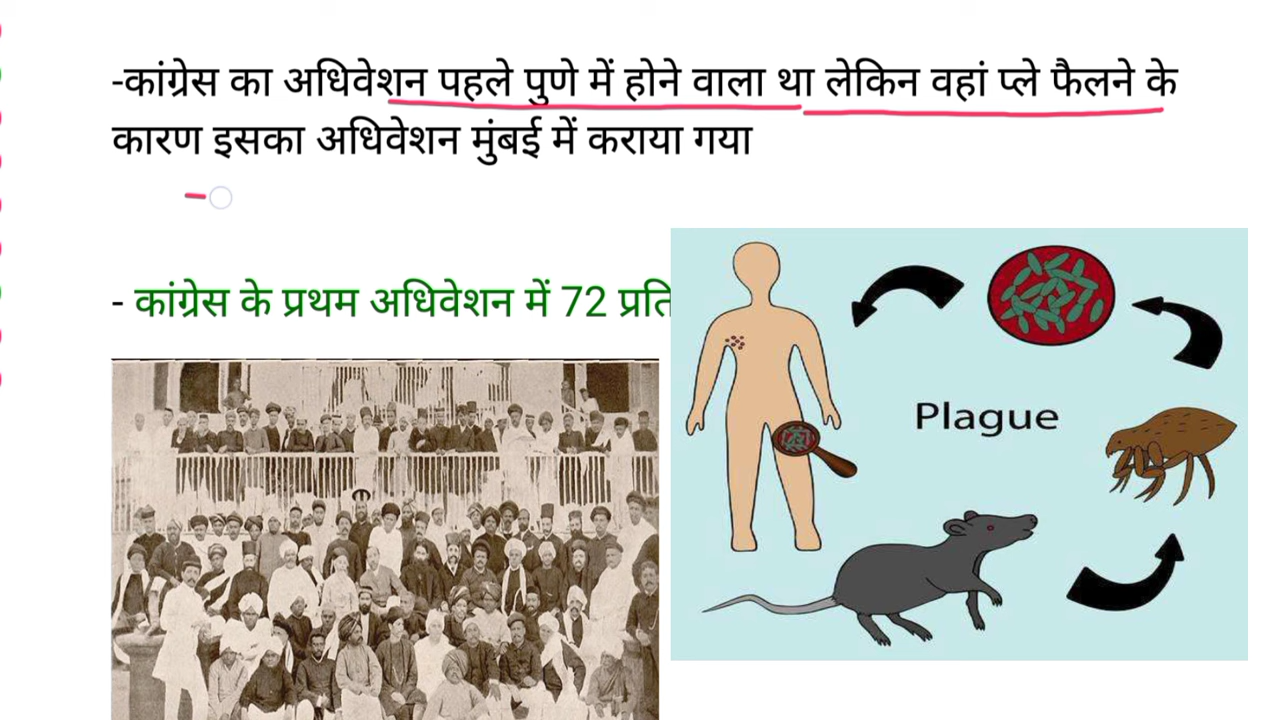 -कांग्रेस का अधिवेशन पहले पुणे में होने वाला था लेकिन वहां प्ले फैलने के
कारण इसका अधिवेशन मुंबई में कराया गया
- कांग्रेस के प्रथम अधिवेशन में 72 प्रति
Plague